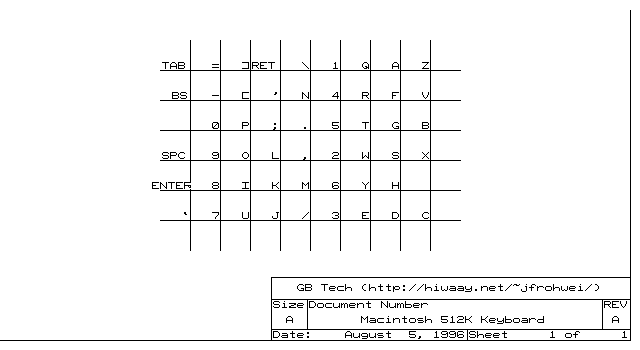 TAB = ] RET \ 1 Q A Z
BS - [ ' N 4 R F V
0 P ; . 5 T G B
SPC 9 O L , 2 W S X
ENTER 8 I K M 6 Y H
` 7 U J / 3 E D C
GB Tech (http://hiwaay.net/~jfrohwei/)
Size Document Number REV
A Macintosh 512K Keyboard A
Date: August 5, 1996 Sheet 1 of 1